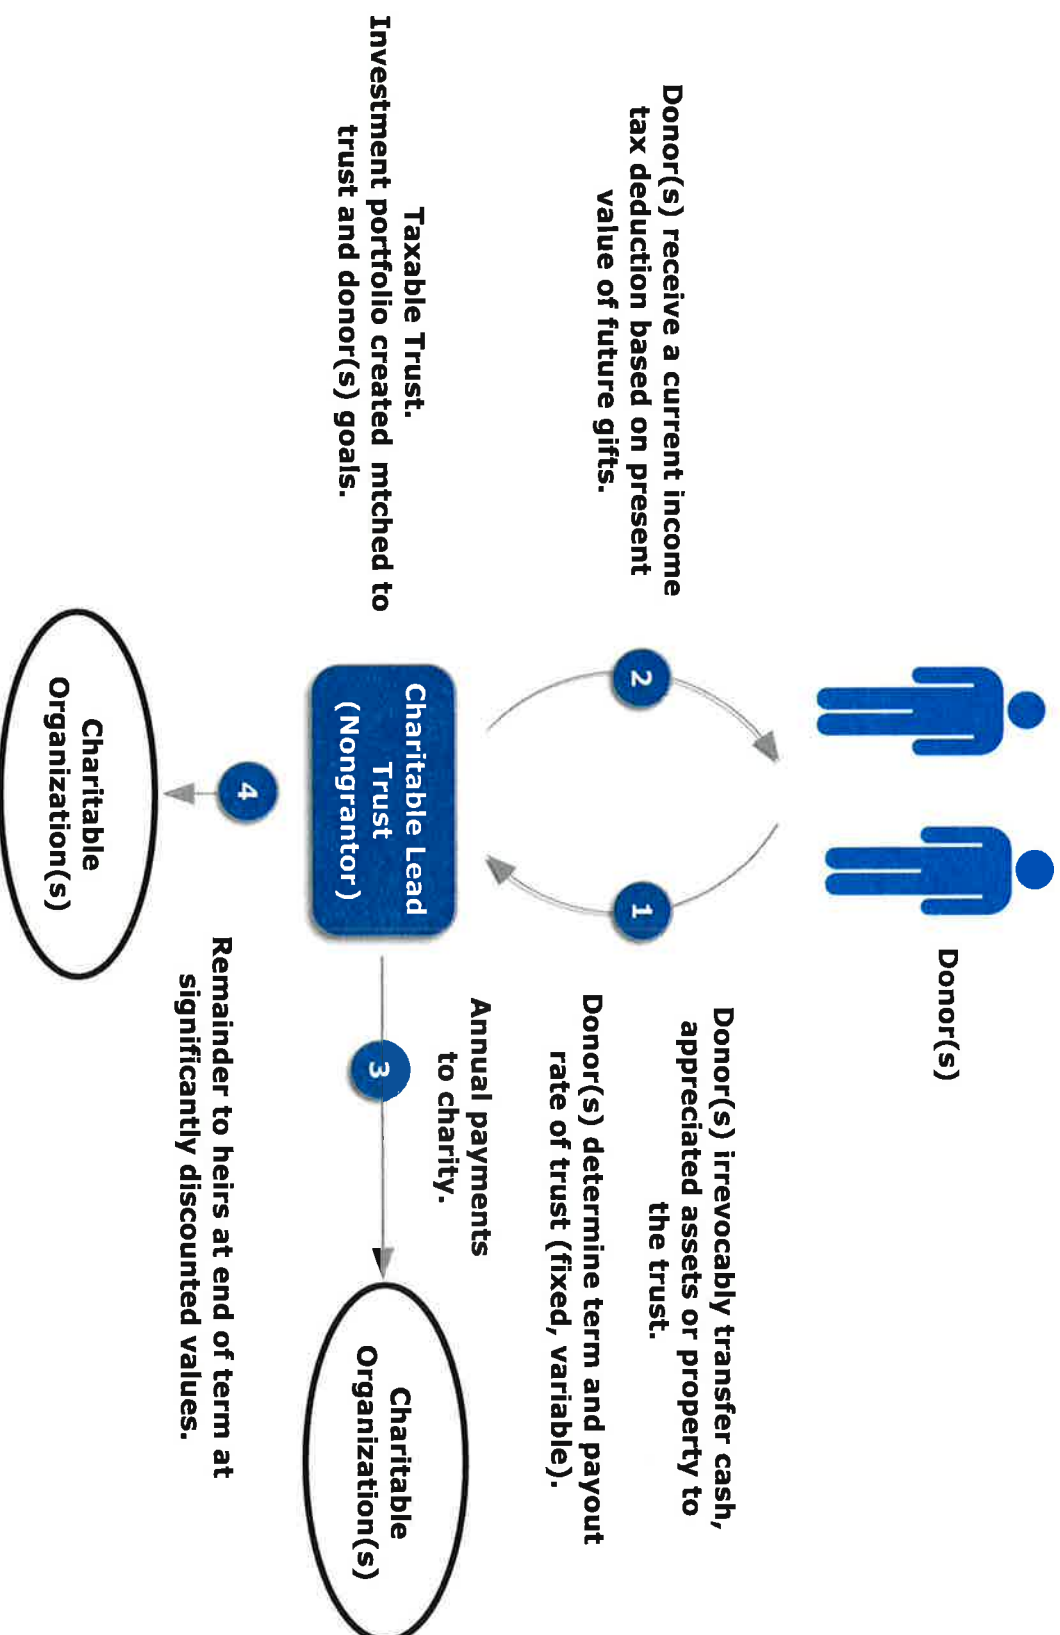 Donor(s)
Donor(s) irrevocably transfer cash,
appreciated assets or property to
the trust.
Donor(s) determine term and payout
rate of trust (fixed, variable).
1
2
Donor(s) receive a current income
tax deduction based on present
value of future gifts.
Taxable Trust.
Investment portfolio created mtched to
trust and donor(s) goals.
Charitable Lead
Trust
(Nongrantor)
Annual payments
to charity.
3
Charitable
Organization(s)
4
Remainder to heirs at end of term at
significantly discounted values.
Charitable
Organization(s)